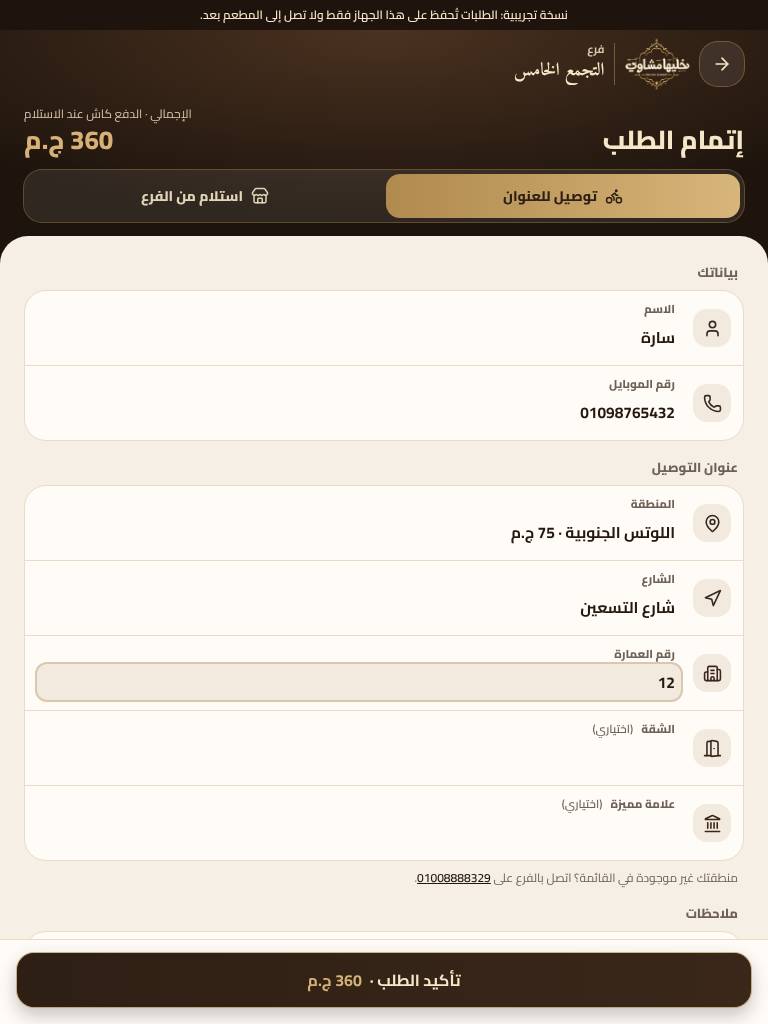 نسخة تجريبية: الطلبات تُحفظ على هذا الجهاز فقط ولا تصل إلى المطعم بعد.
خليها مشاوي
فرع
التجمع الخامس
إتمام الطلب
الإجمالي · الدفع كاش عند الاستلام
360 ج.م
توصيل للعنوان
استلام من الفرع
بياناتك
الاسم
سارة
رقم الموبايل
01098765432
عنوان التوصيل
المنطقة
اللوتس الجنوبية · 75 ج.م
الشارع
شارع التسعين
رقم العمارة
12
الشقة (اختياري)
علامة مميزة (اختياري)
منطقتك غير موجودة في القائمة؟ اتصل بالفرع على 01008888329.
ملاحظات
تأكيد الطلب · 360 ج.م